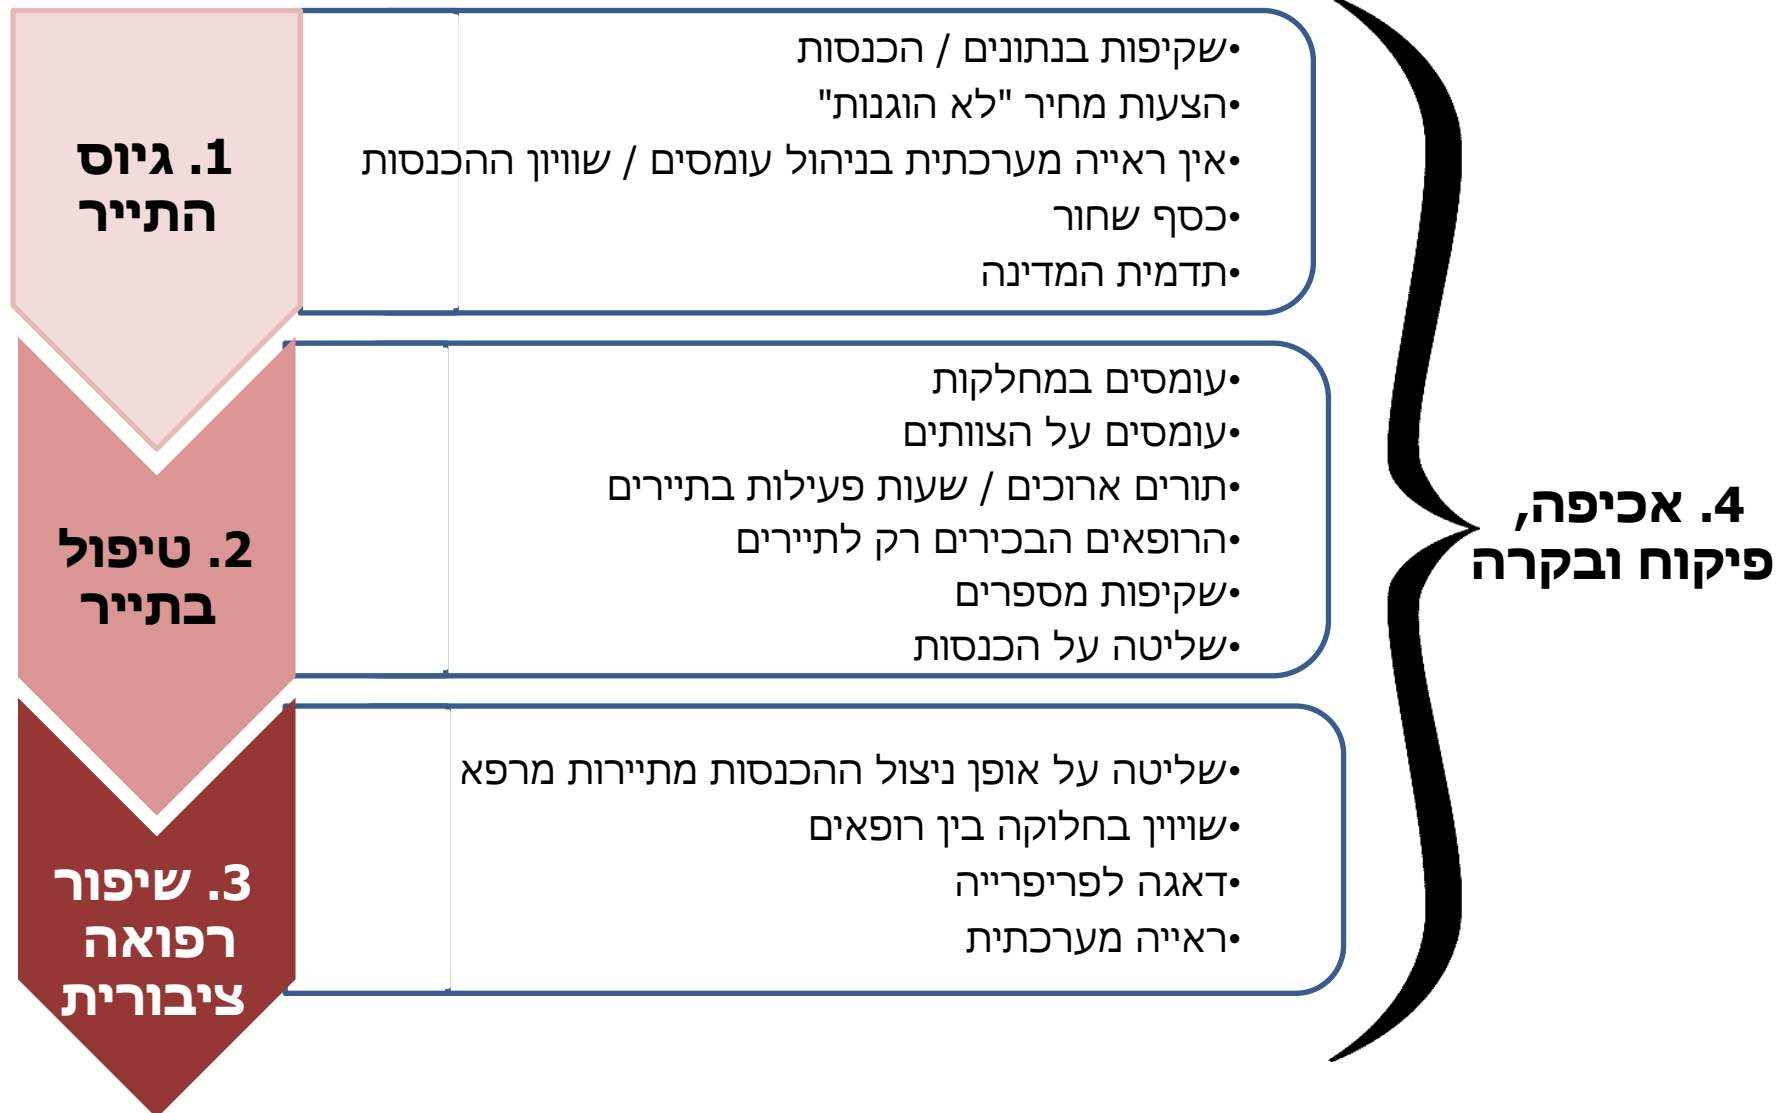 1. גיוס
התייר
•שקיפות בנתונים / הכנסות
•הצעות מחיר "לא הוגנות"
•אין ראייה מערכתית בניהול עומסים / שוויון ההכנסות
•כסף שחור
•תדמית המדינה
2. טיפול
בתייר
•עומסים במחלקות
•עומסים על הצוותים
•תורים ארוכים / שעות פעילות בתיירים
•הרופאים הבכירים רק לתיירים
•שקיפות מספרים
•שליטה על הכנסות
3. שיפור
רפואה
ציבורית
•שליטה על אופן ניצול ההכנסות מתיירות מרפא
•שויוין בחלוקה בין רופאים
•דאגה לפריפרייה
•ראייה מערכתית
4. אכיפה,
פיקוח ובקרה